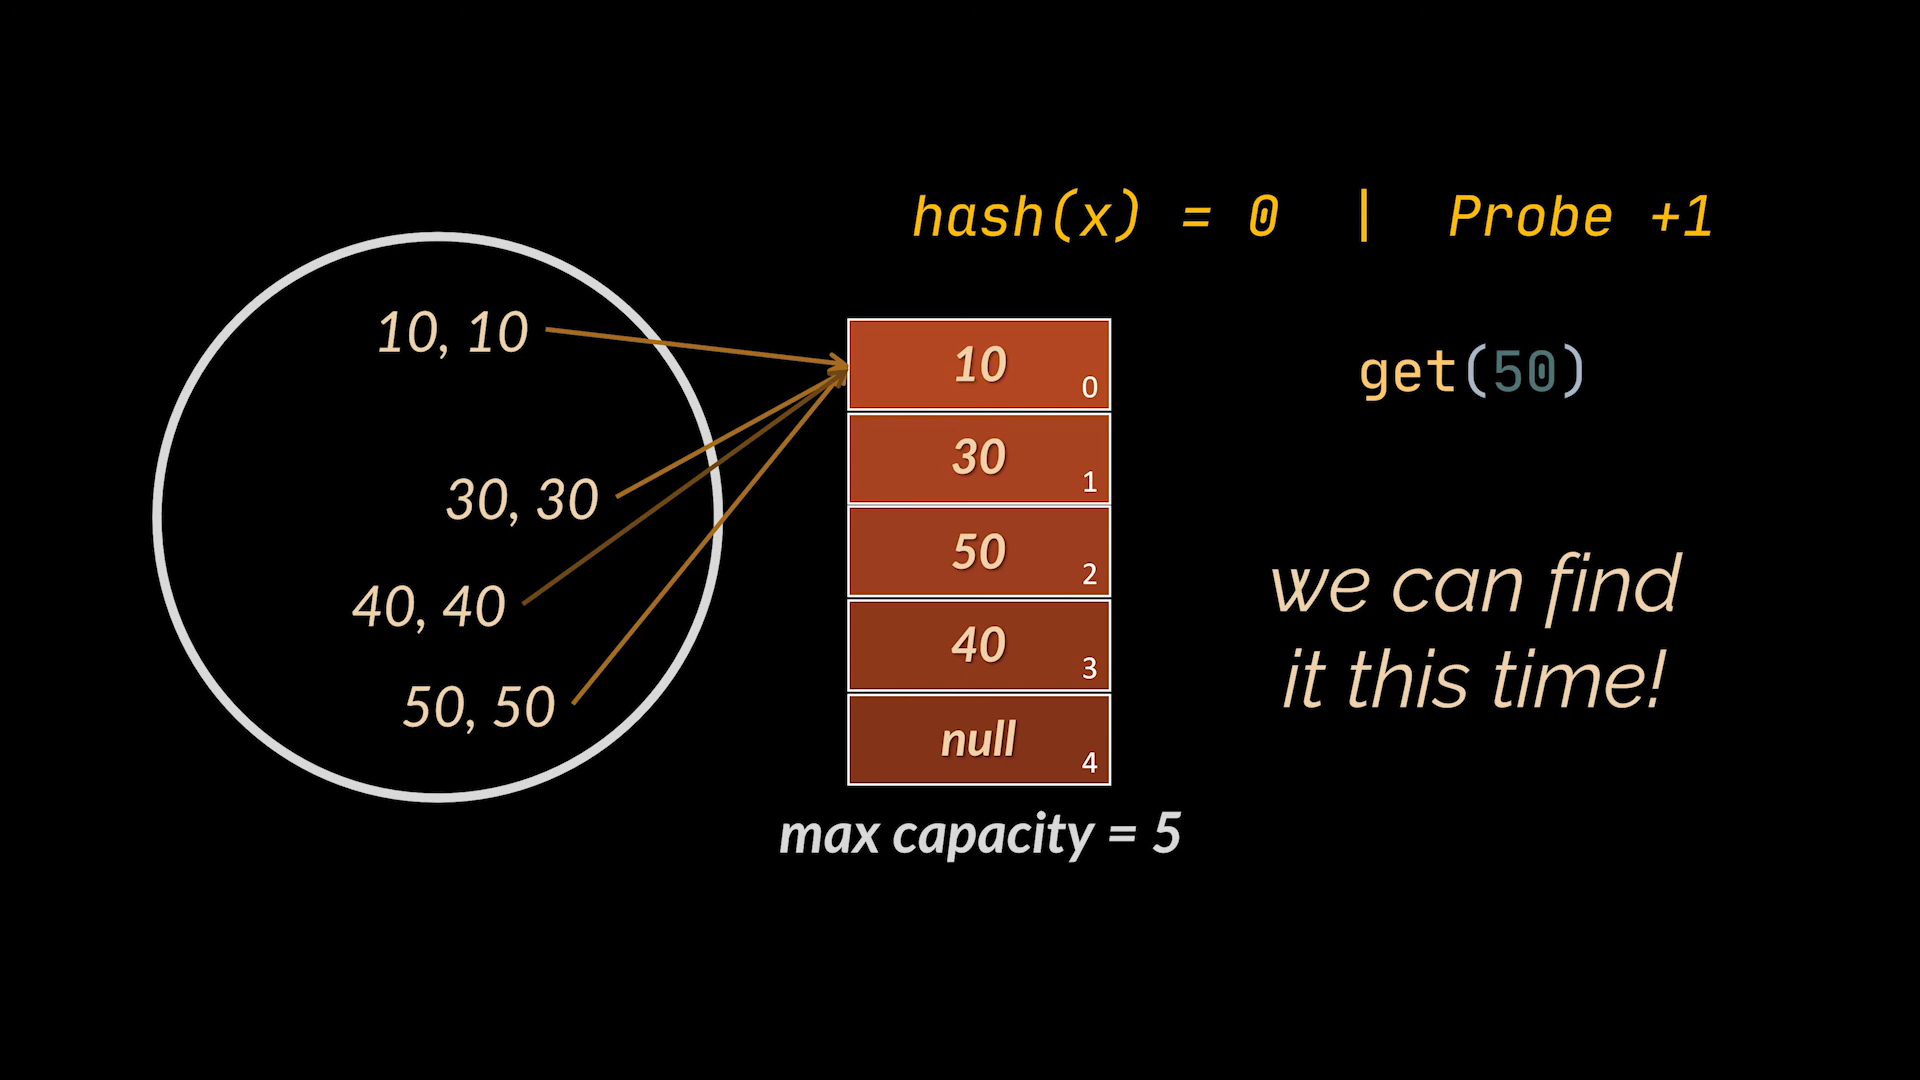 hash(x) = 0 | Probe +1
10, 10
30, 30
40, 40
50, 50
10 0
30 1
50 2
40 3
null 4
max capacity = 5
get(50)
we can find
it this time!